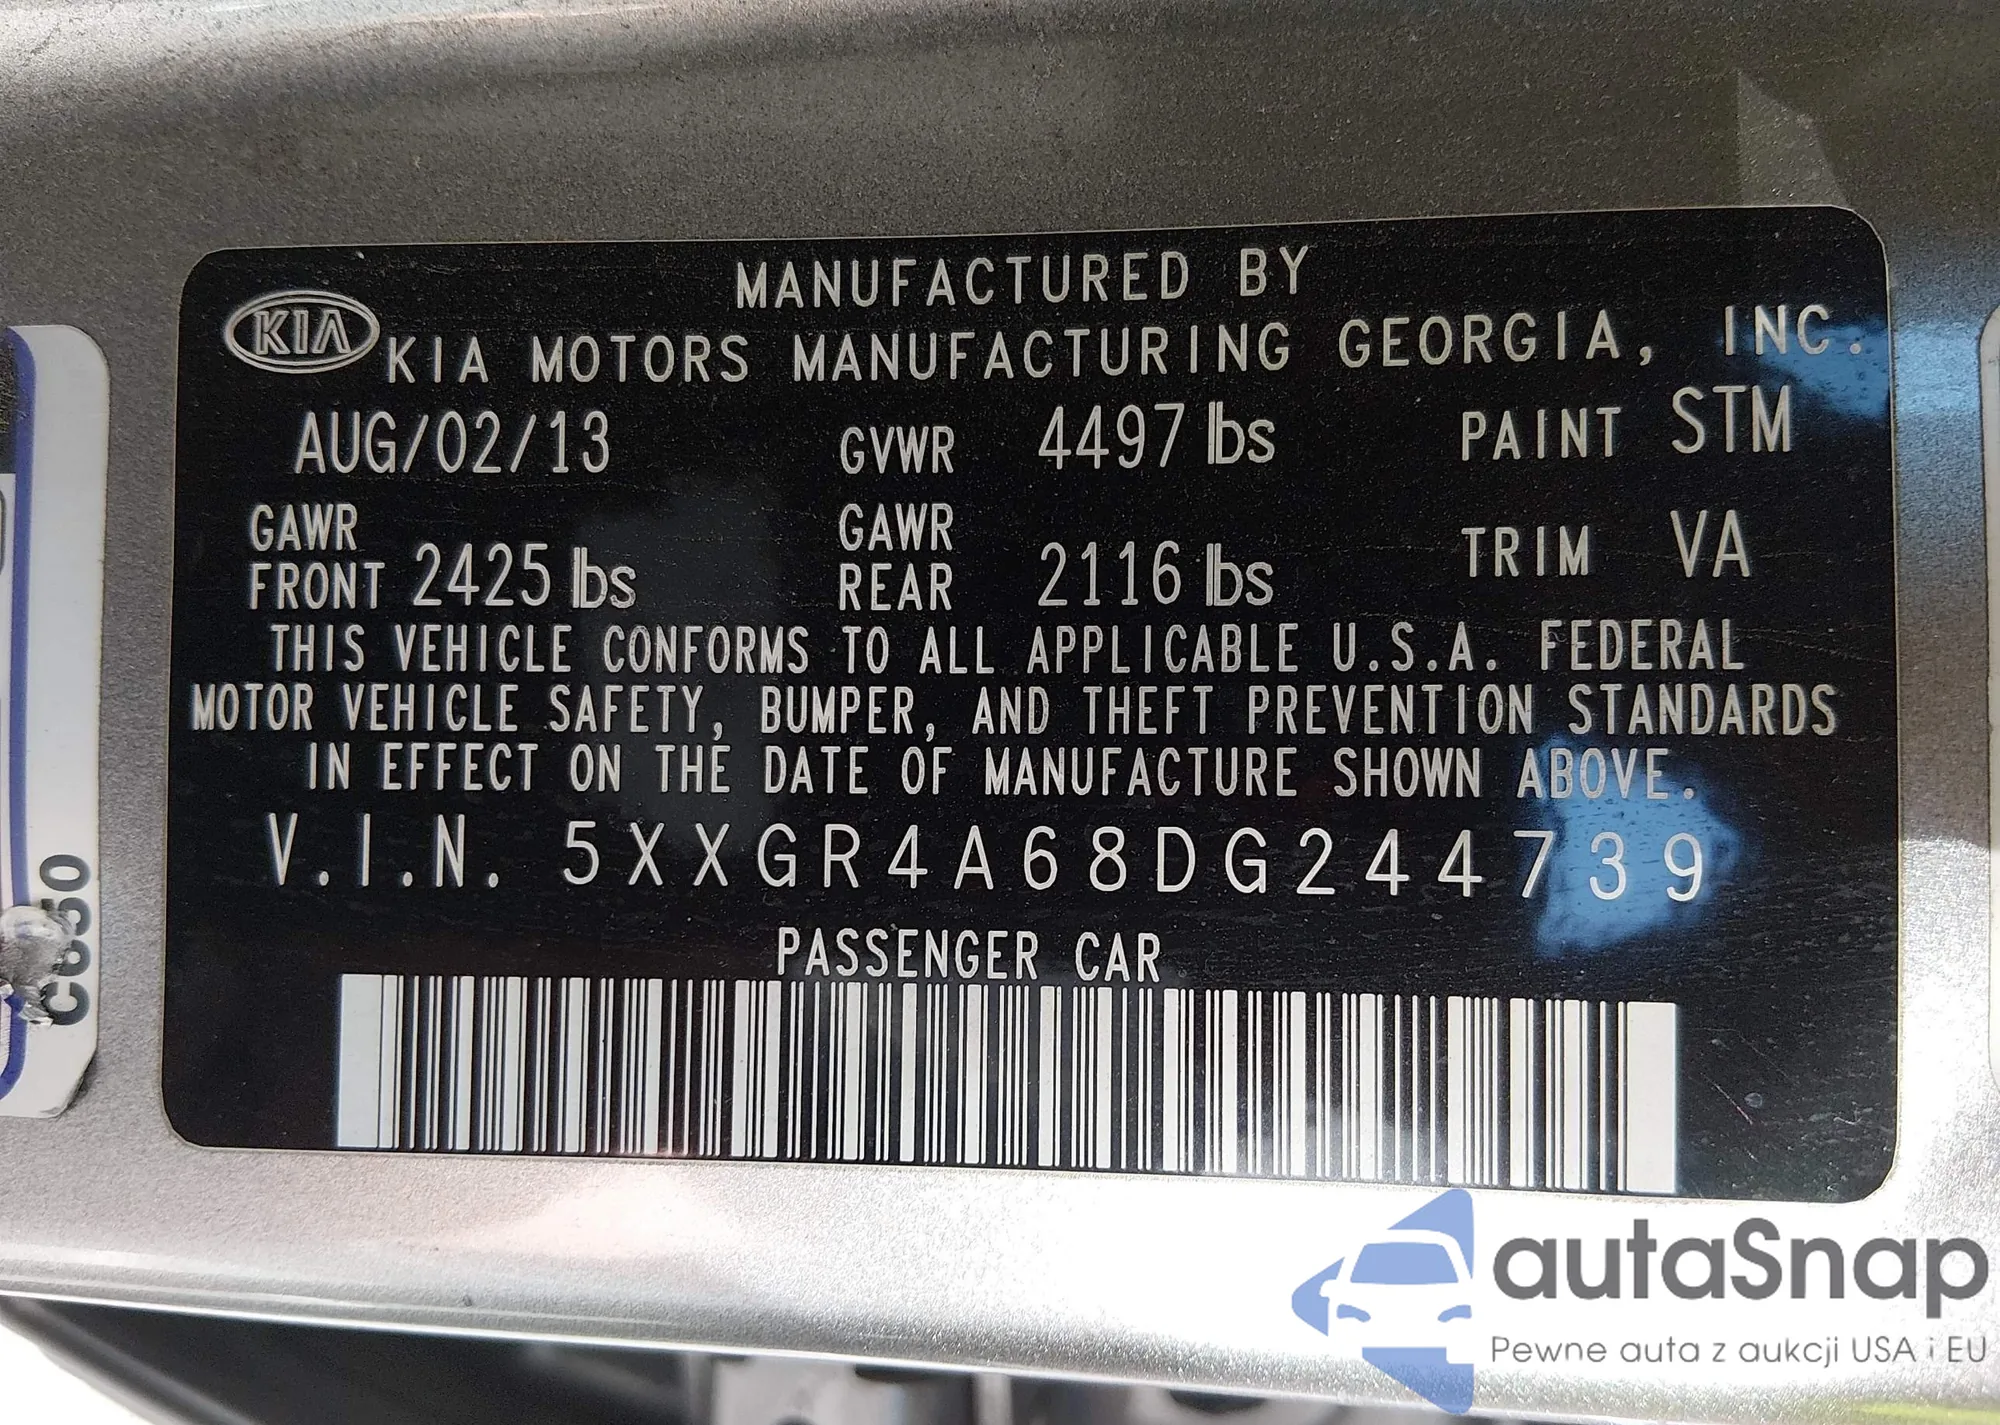 MANUFACTURED BY
KIA KIA MOTORS MANUFACTURING GEORGIA, INC.
AUG/02/13 GVWR 4497 lbs PAINT STM
GAWR FRONT 2425 lbs GAWR REAR 2116 lbs TRIM VA
THIS VEHICLE CONFORMS TO ALL APPLICABLE U.S.A. FEDERAL
MOTOR VEHICLE SAFETY, BUMPER, AND THEFT PREVENTION STANDARDS
IN EFFECT ON THE DATE OF MANUFACTURE SHOWN ABOVE.
V.I.N. 5XXGR4A68DG244739
PASSENGER CAR
autaSnap
Pewne auta z aukcji USA i EU